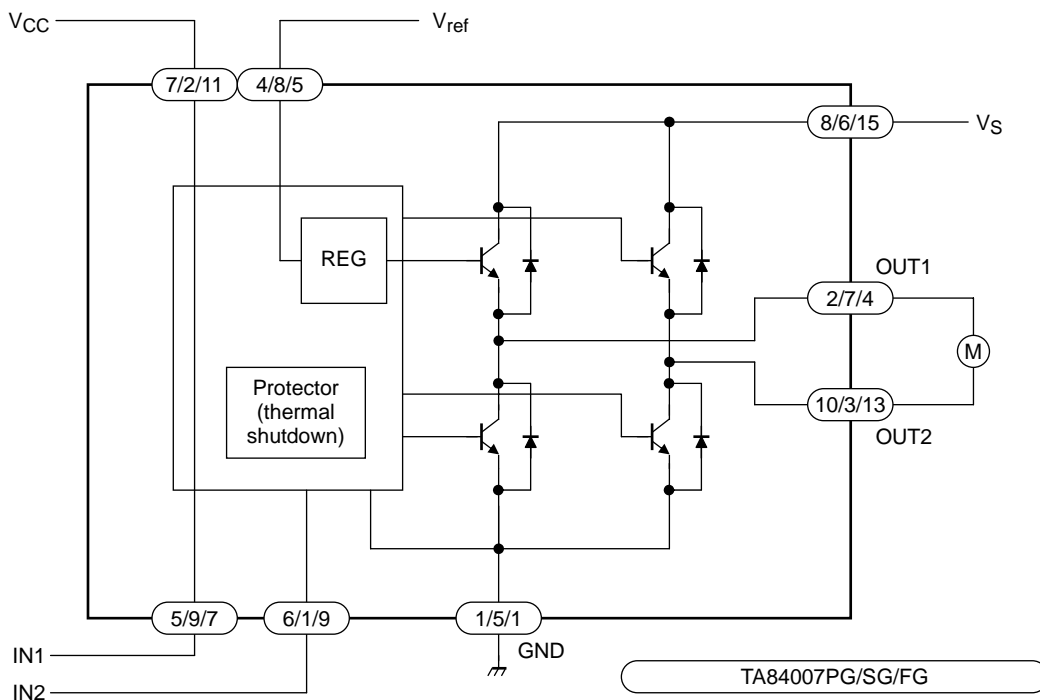 VCC
Vref
7/2/11
4/8/5
8/6/15
VS
REG
OUT1
2/7/4
M
Protector
(thermal
shutdown)
10/3/13
OUT2
5/9/7
6/1/9
1/5/1
GND
IN1
IN2
TA84007PG/SG/FG